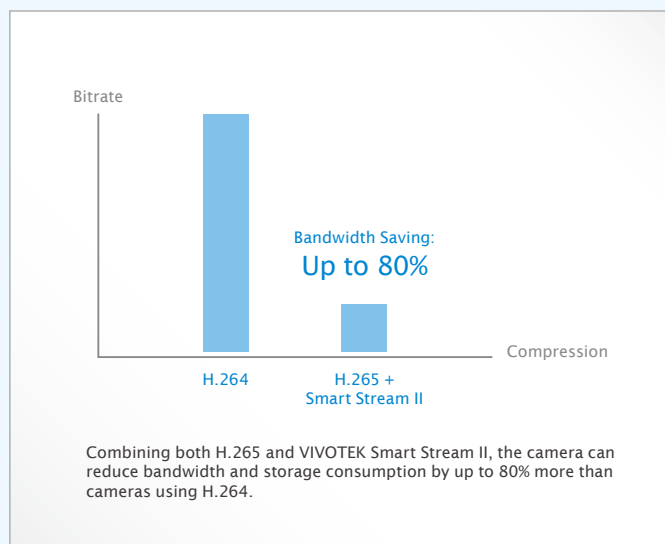 Bitrate
Bandwidth Saving:
Up to 80%
Compression
H.264
H.265 +
Smart Stream II
Combining both H.265 and VIVOTEK Smart Stream II, the camera can
reduce bandwidth and storage consumption by up to 80% more than
cameras using H.264.